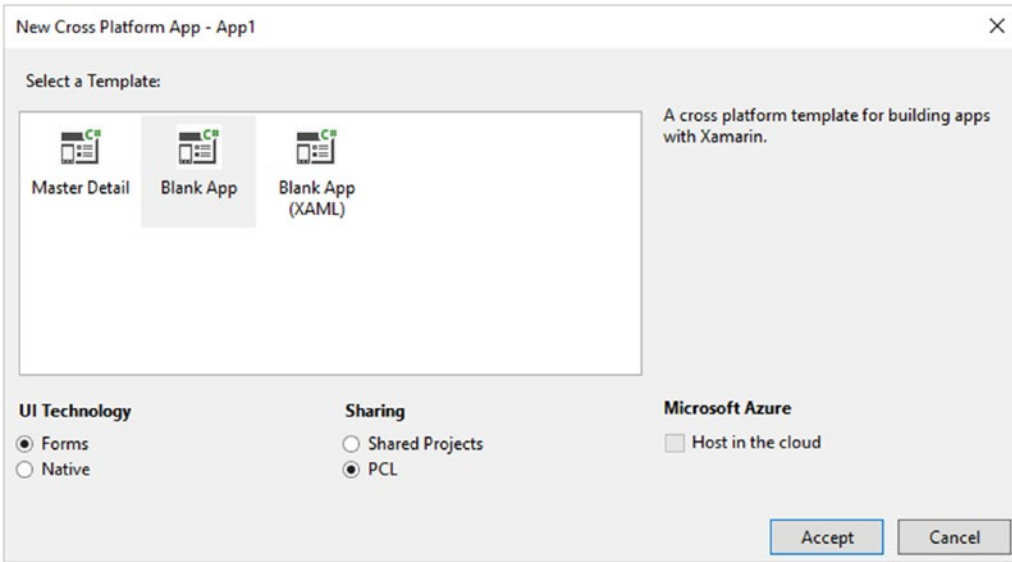 New Cross Platform App - App1
Select a Template:
C#
C#
C#
Master Detail
Blank App
Blank App
(XAML)
A cross platform template for building apps
with Xamarin.
UI Technology
Forms
Native
Sharing
Shared Projects
PCL
Microsoft Azure
Host in the cloud
Accept
Cancel